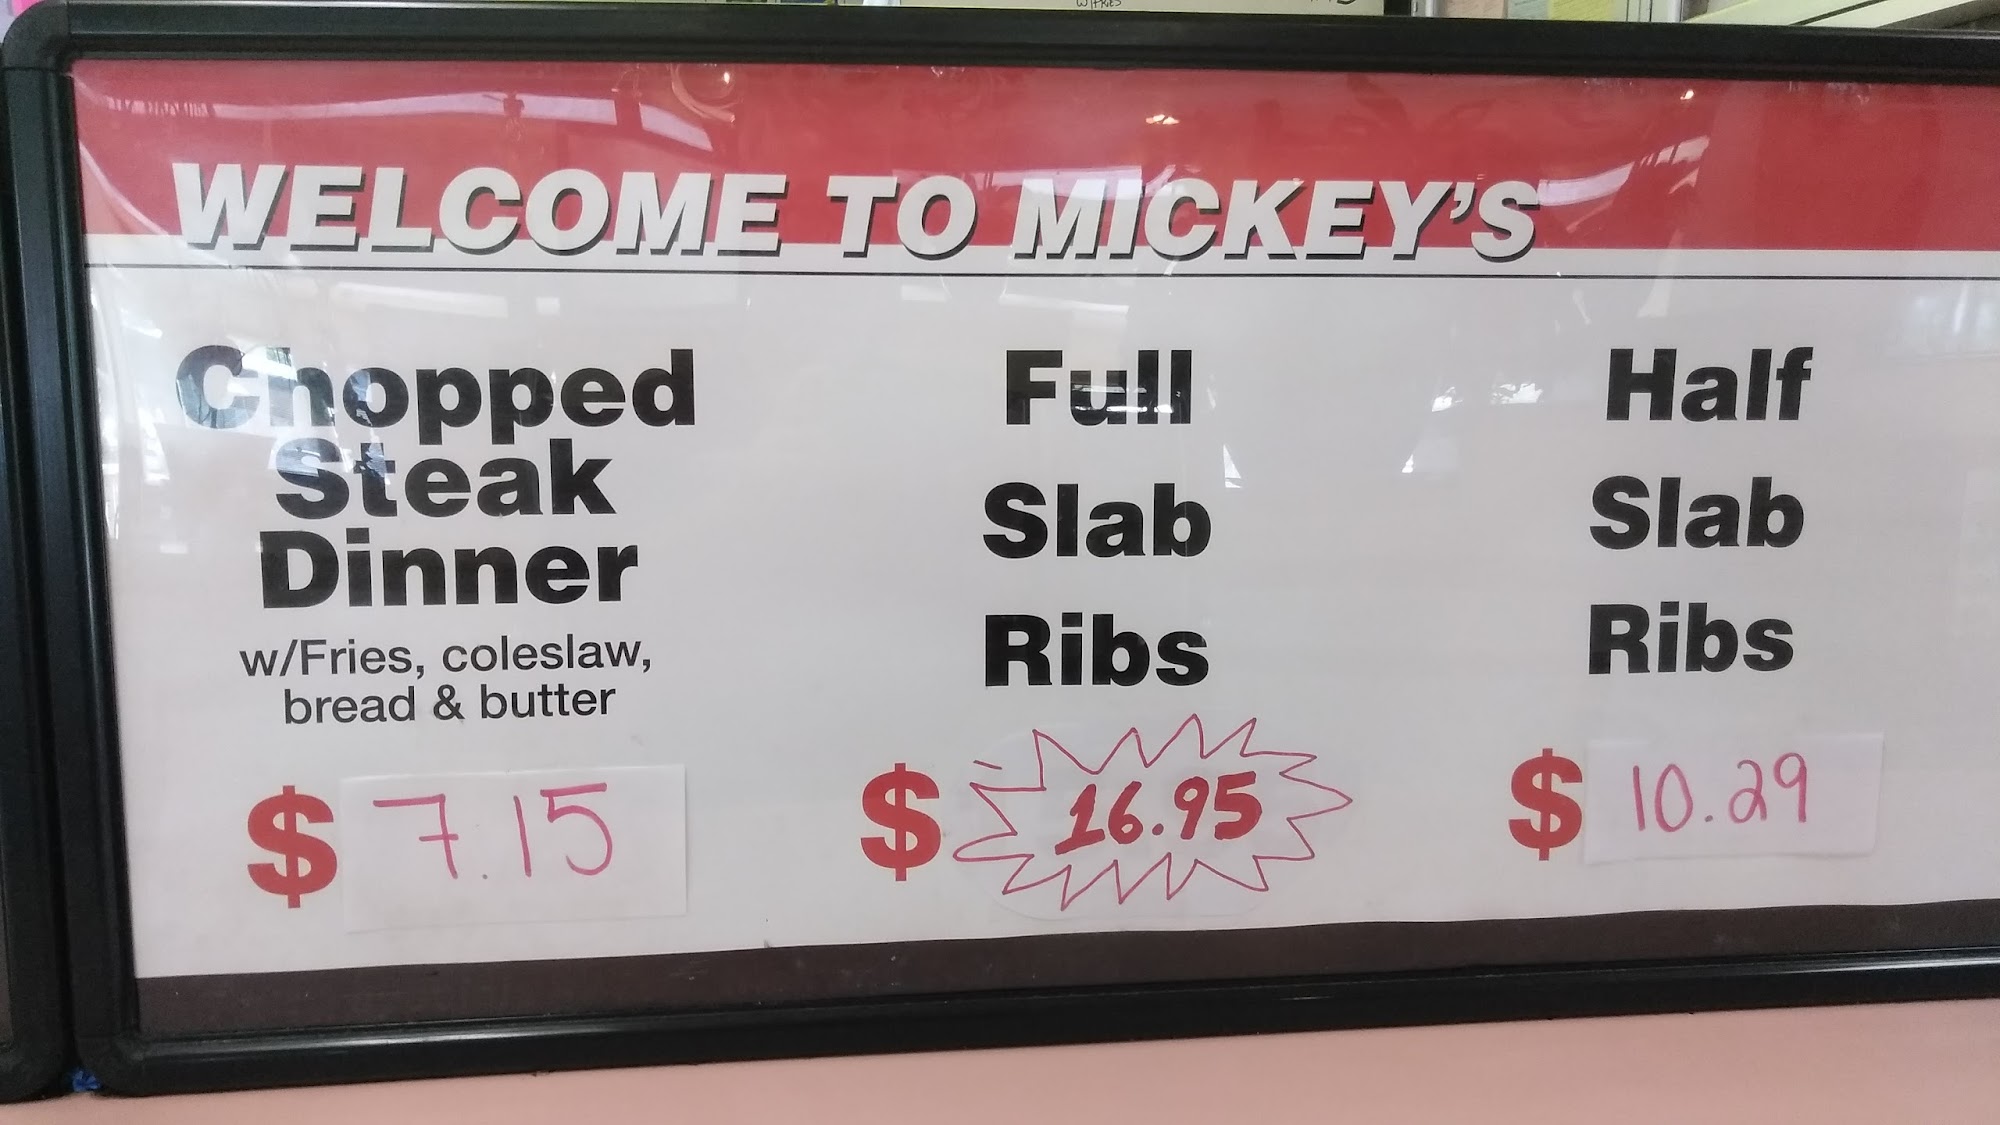 w/FRIES
WELCOME TO MICKEY'S
Chopped
Steak
Dinner
w/Fries, coleslaw,
bread & butter
$ 7.15
Full
Slab
Ribs
$ 16.95
Half
Slab
Ribs
$ 10.29